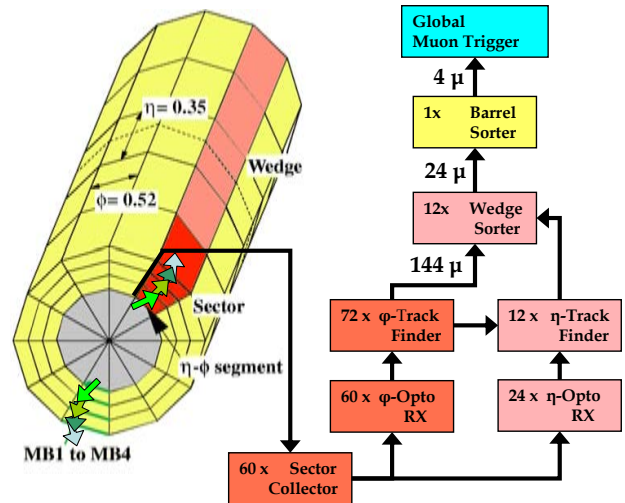 Global
Muon Trigger
4 μ
1x Barrel
Sorter
24 μ
12x Wedge
Sorter
144 μ
72 x φ-Track
Finder
12 x η-Track
Finder
60 x φ-Opto
RX
24 x η-Opto
RX
60 x Sector
Collector
η= 0.35
Wedge
ϕ= 0.52
Sector
η-ϕ segment
MB1 to MB4